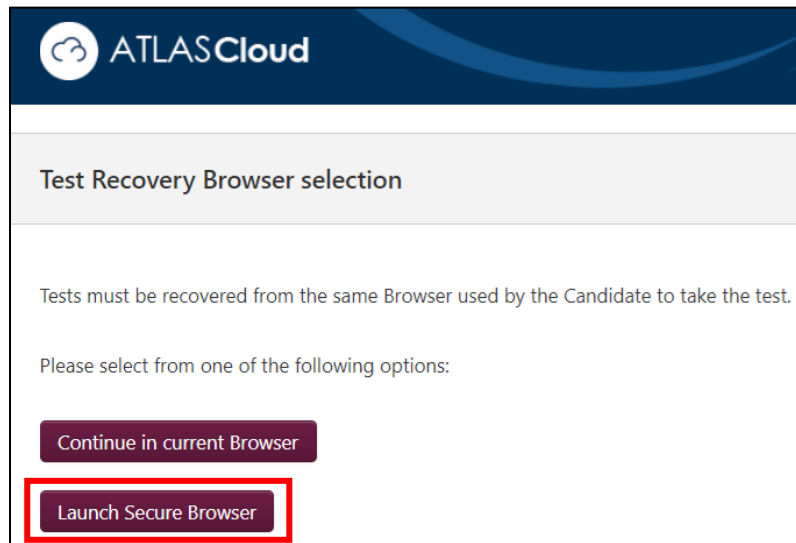 ATLASCloud
Test Recovery Browser selection
Tests must be recovered from the same Browser used by the Candidate to take the test.
Please select from one of the following options:
Continue in current Browser
Launch Secure Browser